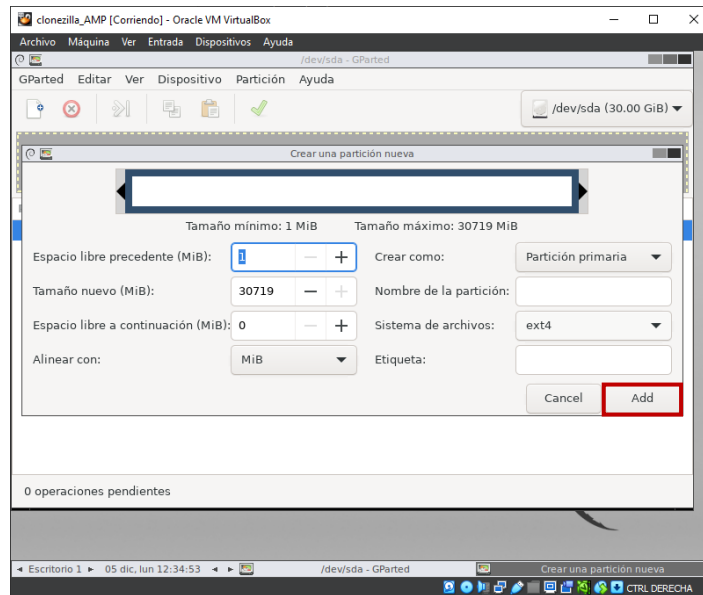 clonezilla_AMP [Corriendo] - Oracle VM VirtualBox
Archivo Máquina Ver Entrada Dispositivos Ayuda
/dev/sda - GParted
GParted Editar Ver Dispositivo Partición Ayuda
/dev/sda (30.00 GiB)
Crear una partición nueva
Tamaño mínimo: 1 MiB Tamaño máximo: 30719 MiB
Espacio libre precedente (MiB): 1 Crear como: Partición primaria
Tamaño nuevo (MiB): 30719 Nombre de la partición:
Espacio libre a continuación (MiB): 0 Sistema de archivos: ext4
Alinear con: MiB Etiqueta:
Cancel Add
0 operaciones pendientes
Escritorio 1 05 dic, lun 12:34:53 /dev/sda - GParted Crear una partición nueva
CTRL DERECHA